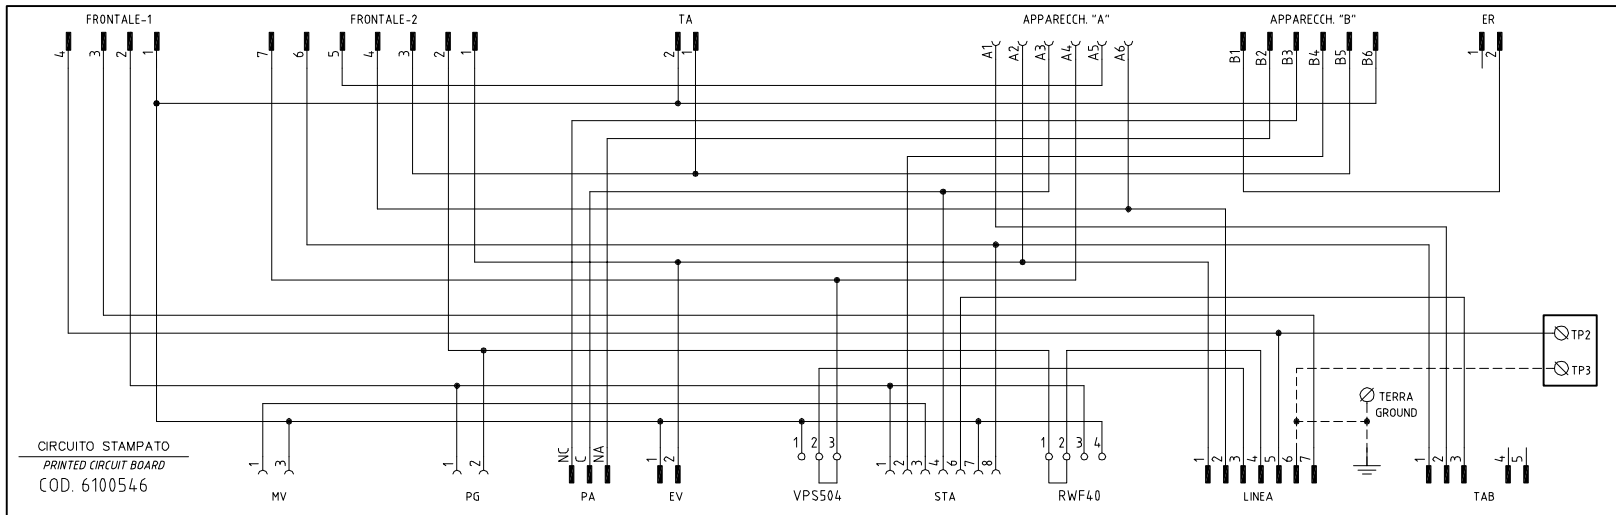 FRONTALE-1
FRONTALE-2
TA
APPARECCH. "A"
APPARECCH. "B"
ER
4 3 2 1
7 6 5 4 3 2 1
2 1
A1 A2 A3 A4 A5 A6
B1 B2 B3 B4 B5 B6
1 2
TP2
TP3
TERRA
GROUND
CIRCUITO STAMPATO
PRINTED CIRCUIT BOARD
COD. 6100546
1 3
MV
1 2
PG
NC C NA
PA
1 2
EV
1 2 3
VPS504
1 2 3 4 6 7 8
STA
1 2 3 4
RWF40
1 2 3 4 5 6 7
LINEA
1 2 3 4 5
TAB